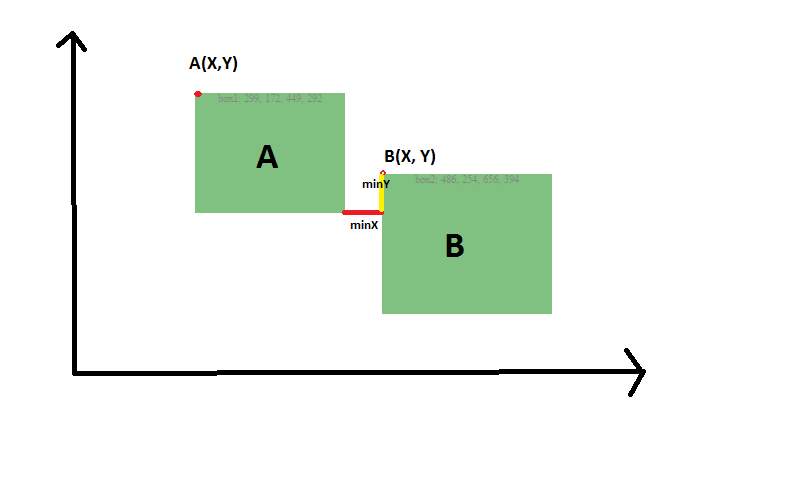 A(X,Y)
box1: 299, 172, 449, 292
A
B(X, Y)
box2: 486, 254, 656, 394
minY
minX
B